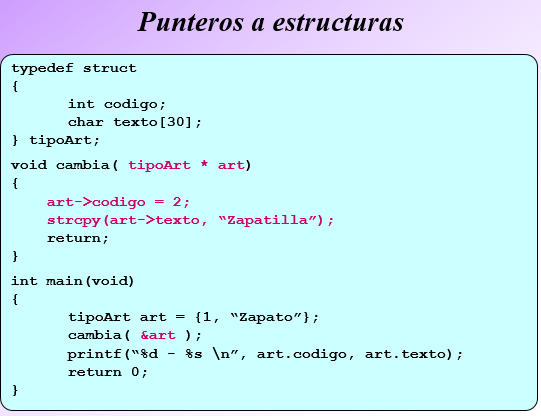 Punteros a estructuras
typedef struct
{
int codigo;
char texto[30];
} tipoArt;
void cambia( tipoArt * art)
{
art->codigo = 2;
strcpy(art->texto, “Zapatilla”);
return;
}
int main(void)
{
tipoArt art = {1, “Zapato”};
cambia( &art );
printf(“%d - %s \n”, art.codigo, art.texto);
return 0;
}